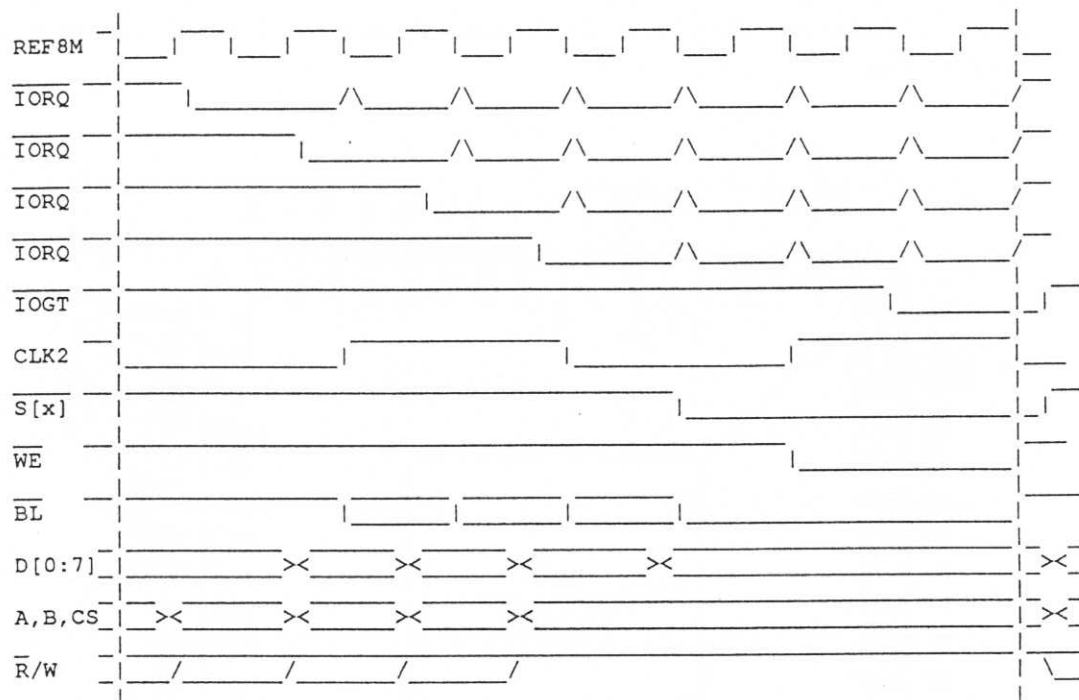 REF8M
IORQ
IORQ
IORQ
IORQ
IOGT
CLK2
S[x]
WE
BL
D[0:7]
A,B,CS
R/W